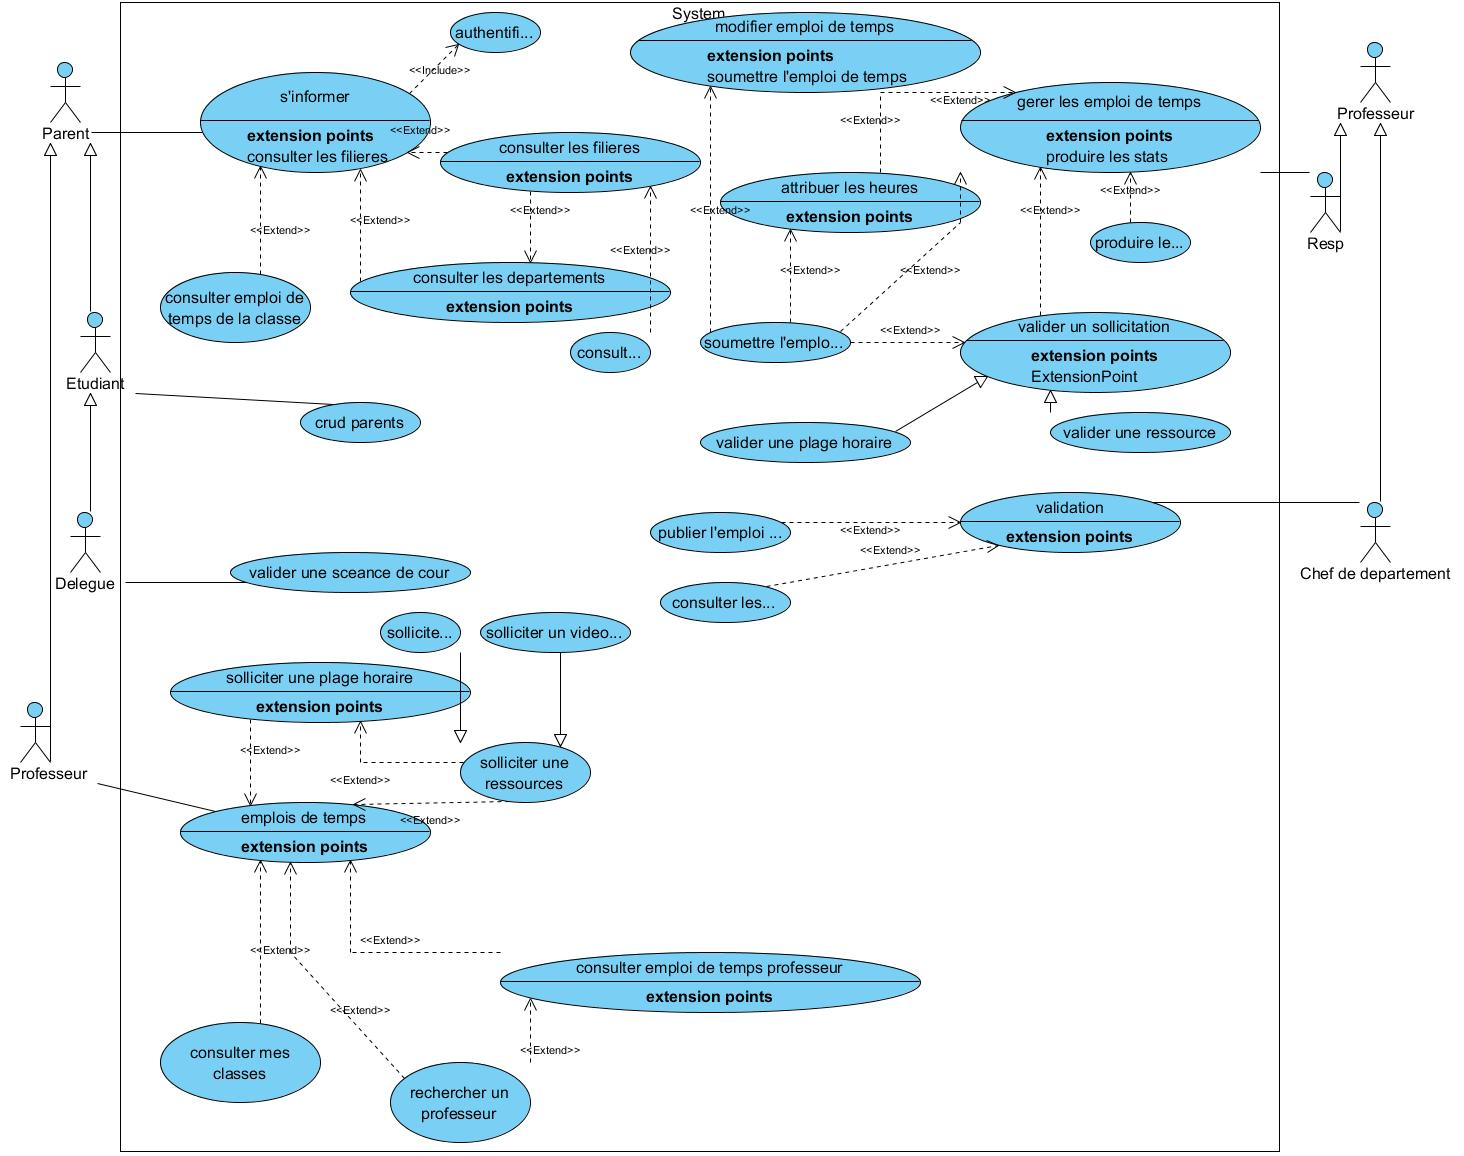 System
authentifi...
modifier emploi de temps
extension points
soumettre l'emploi de temps
<<Include>>
s'informer
extension points
consulter les filieres
<<Extend>>
gerer les emploi de temps
extension points
produire les stats
<<Extend>>
<<Extend>>
Parent
Professeur
consulter les filieres
extension points
attribuer les heures
extension points
<<Extend>>
<<Extend>>
<<Extend>>
<<Extend>>
<<Extend>>
<<Extend>>
<<Extend>>
produire le...
Resp
<<Extend>>
<<Extend>>
<<Extend>>
consulter les departements
extension points
consulter emploi de
temps de la classe
consult...
soumettre l'emplo...
<<Extend>>
valider un sollicitation
extension points
ExtensionPoint
Etudiant
crud parents
valider une plage horaire
valider une ressource
validation
extension points
publier l'emploi ...
<<Extend>>
<<Extend>>
Delegue
valider une sceance de cour
Chef de departement
consulter les...
sollicite...
solliciter un video...
solliciter une plage horaire
extension points
<<Extend>>
solliciter une
ressources
<<Extend>>
Professeur
emplois de temps
extension points
<<Extend>>
<<Extend>>
<<Extend>>
consulter emploi de temps professeur
extension points
<<Extend>>
<<Extend>>
consulter mes
classes
rechercher un
professeur